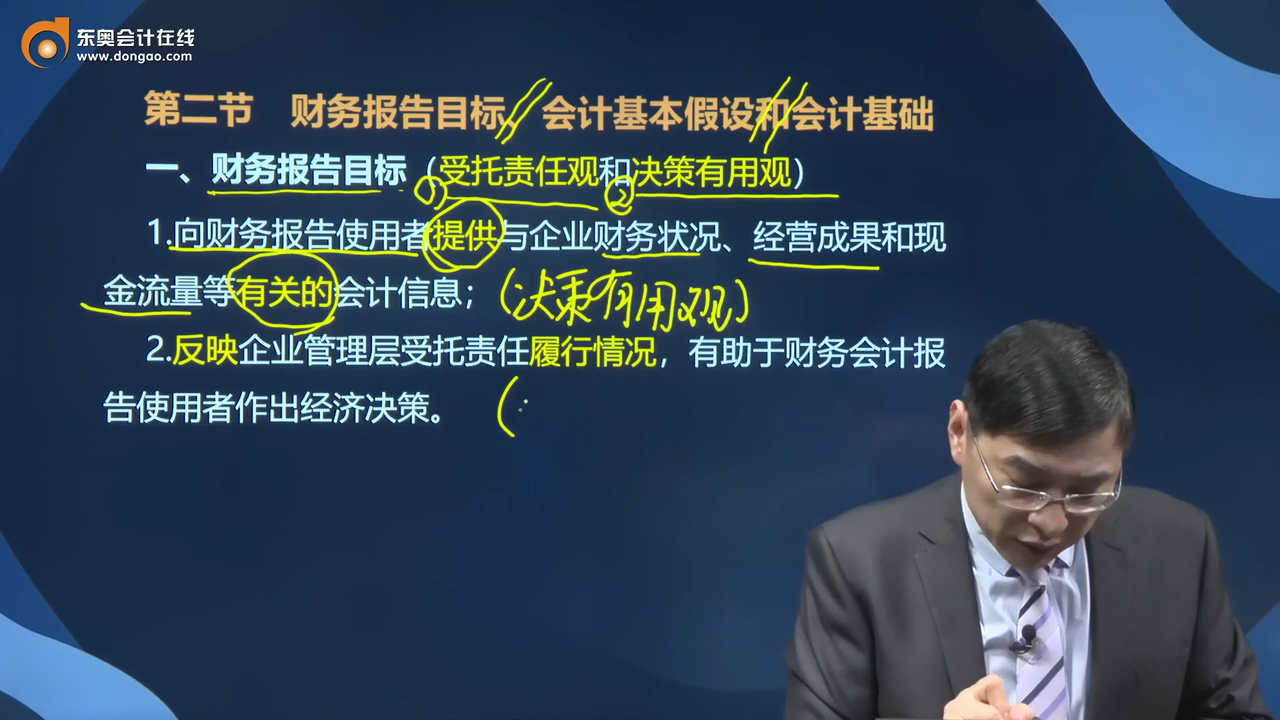 东奥会计在线
www.dongao.com
第二节 财务报告目标、会计基本假设和会计基础
一、财务报告目标（受托责任观和决策有用观）
① ②
1.向财务报告使用者提供与企业财务状况、经营成果和现
金流量等有关的会计信息；（决策有用观）
2.反映企业管理层受托责任履行情况，有助于财务会计报
告使用者作出经济决策。（